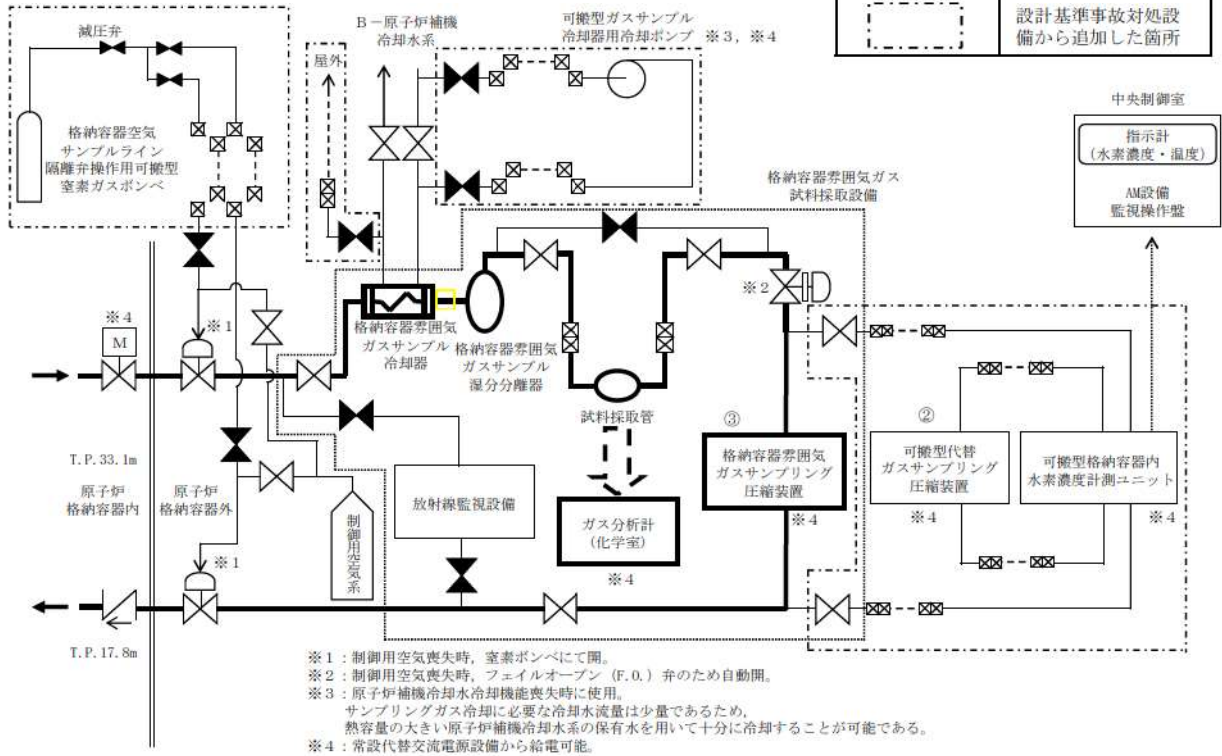 設計基準事故対処設
備から追加した箇所
減圧弁
格納容器空気
サンプルライン
隔離弁操作用可搬型
窒素ガスボンベ
屋外
B-原子炉補機
冷却水系
可搬型ガスサンプル
冷却器用冷却ポンプ ※3, ※4
格納容器雰囲気ガス
試料採取設備
中央制御室
指示計
(水素濃度・温度)
AM設備
監視操作盤
※4
M
※1
※2
格納容器雰囲気
ガスサンプル
冷却器
格納容器雰囲気
ガスサンプル
湿分分離器
試料採取管
T.P.33.1m
原子炉
格納容器内
原子炉
格納容器外
制御用空気系
放射線監視設備
ガス分析計
(化学室)
※4
③
格納容器雰囲気
ガスサンプリング
圧縮装置
※4
②
可搬型代替
ガスサンプリング
圧縮装置
※4
可搬型格納容器内
水素濃度計測ユニット
※4
※1
T.P.17.8m
※1:制御用空気喪失時,窒素ボンベにて開。
※2:制御用空気喪失時,フェイルオープン(F.O.)弁のため自動開。
※3:原子炉補機冷却水冷却機能喪失時に使用。
サンプリングガス冷却に必要な冷却水流量は少量であるため,
熱容量の大きい原子炉補機冷却水系の保有水を用いて十分に冷却することが可能である。
※4:常設代替交流電源設備から給電可能。